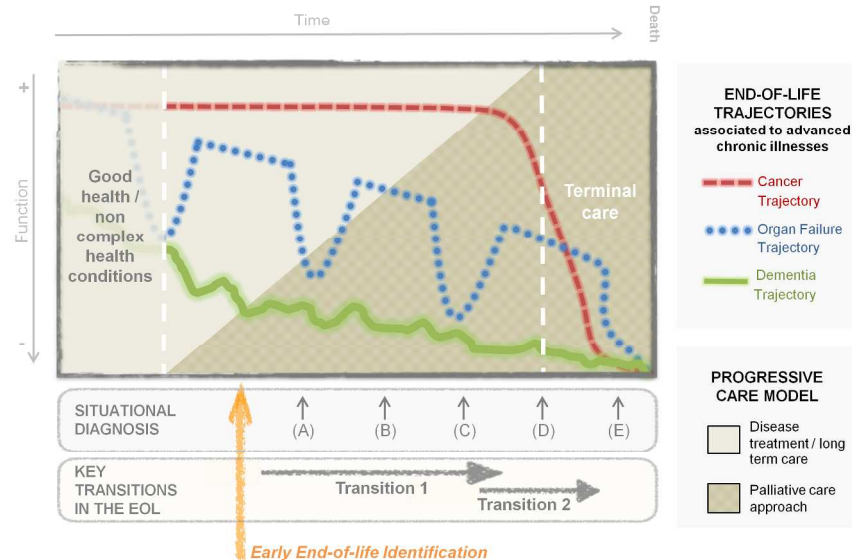 Time
Death
+
Function
-
Good
health /
non
complex
health
conditions
Terminal
care
END-OF-LIFE
TRAJECTORIES
associated to advanced
chronic illnesses
Cancer
Trajectory
Organ Failure
Trajectory
Dementia
Trajectory
SITUATIONAL
DIAGNOSIS
(A)
(B)
(C)
(D)
(E)
KEY
TRANSITIONS
IN THE EOL
Transition 1
Transition 2
Early End-of-life Identification
PROGRESSIVE
CARE MODEL
Disease
treatment / long
term care
Palliative care
approach